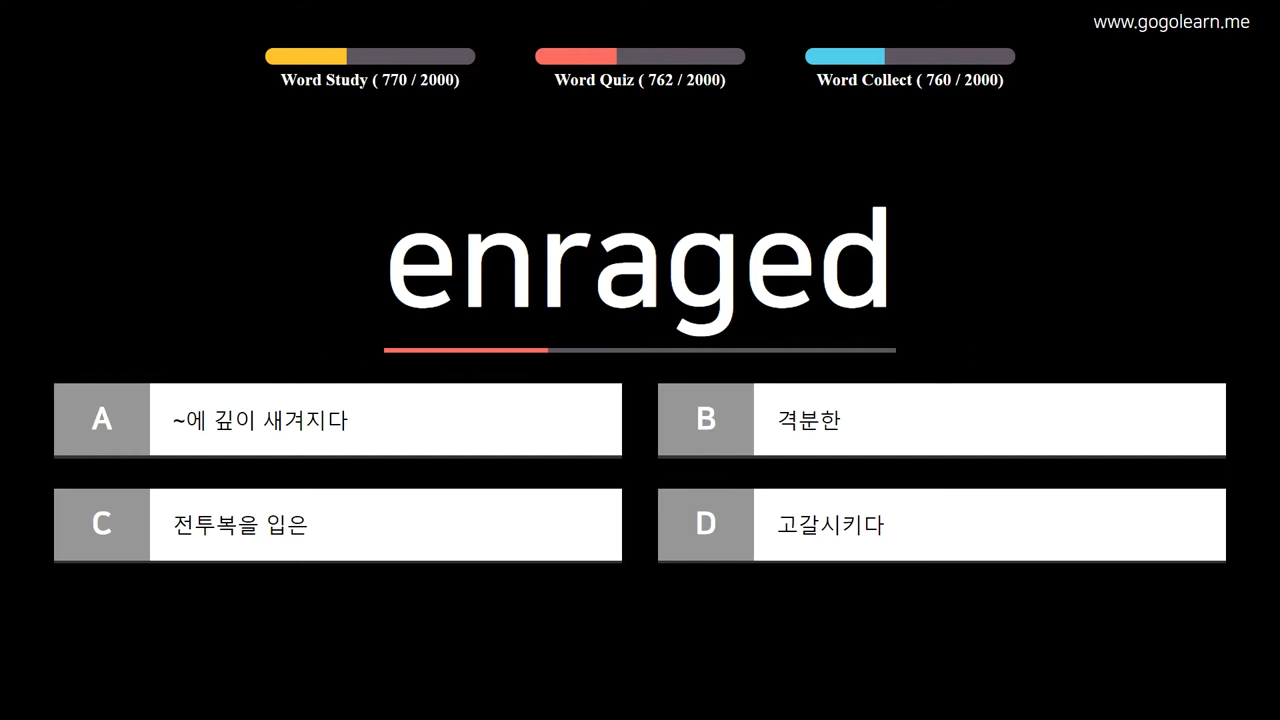 www.gogolearn.me
Word Study ( 770 / 2000)
Word Quiz ( 762 / 2000)
Word Collect ( 760 / 2000)
enraged
A ~에 깊이 새겨지다
B 격분한
C 전투복을 입은
D 고갈시키다